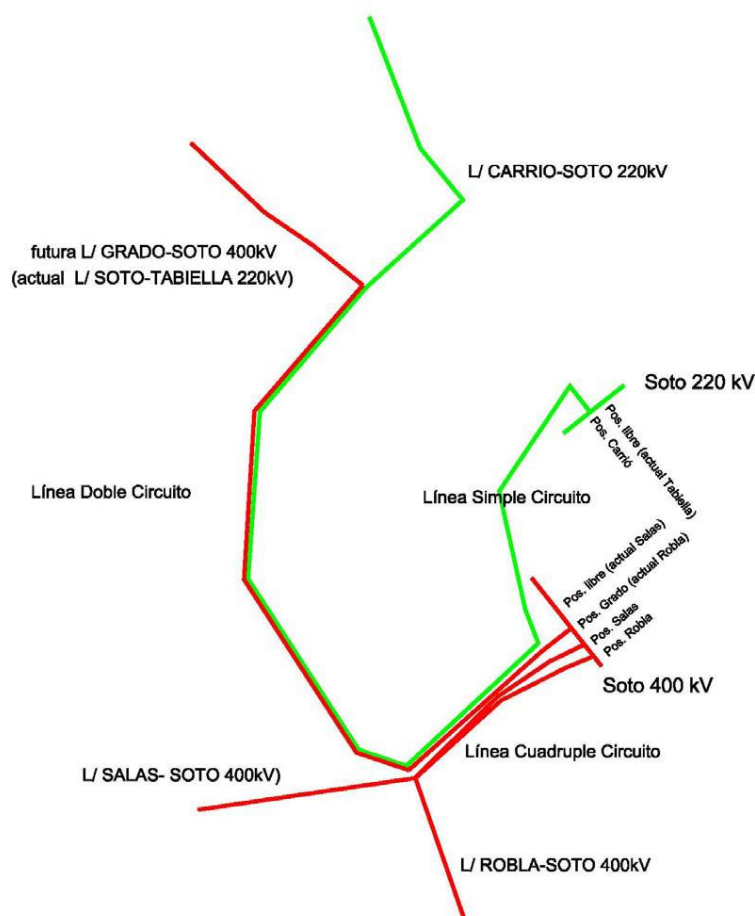 L/ CARRIO-SOTO 220kV
futura L/ GRADO-SOTO 400kV
(actual L/ SOTO-TABIELLA 220kV)
Soto 220 kV
Pos. libre (actual Tabiella)
Pos. Carrió
Línea Doble Circuito
Línea Simple Circuito
Pos. libre (actual Salas)
Pos. Grado (actual Robla)
Pos. Salas
Pos. Robla
Soto 400 kV
Línea Cuadruple Circuito
L/ SALAS- SOTO 400kV)
L/ ROBLA-SOTO 400kV